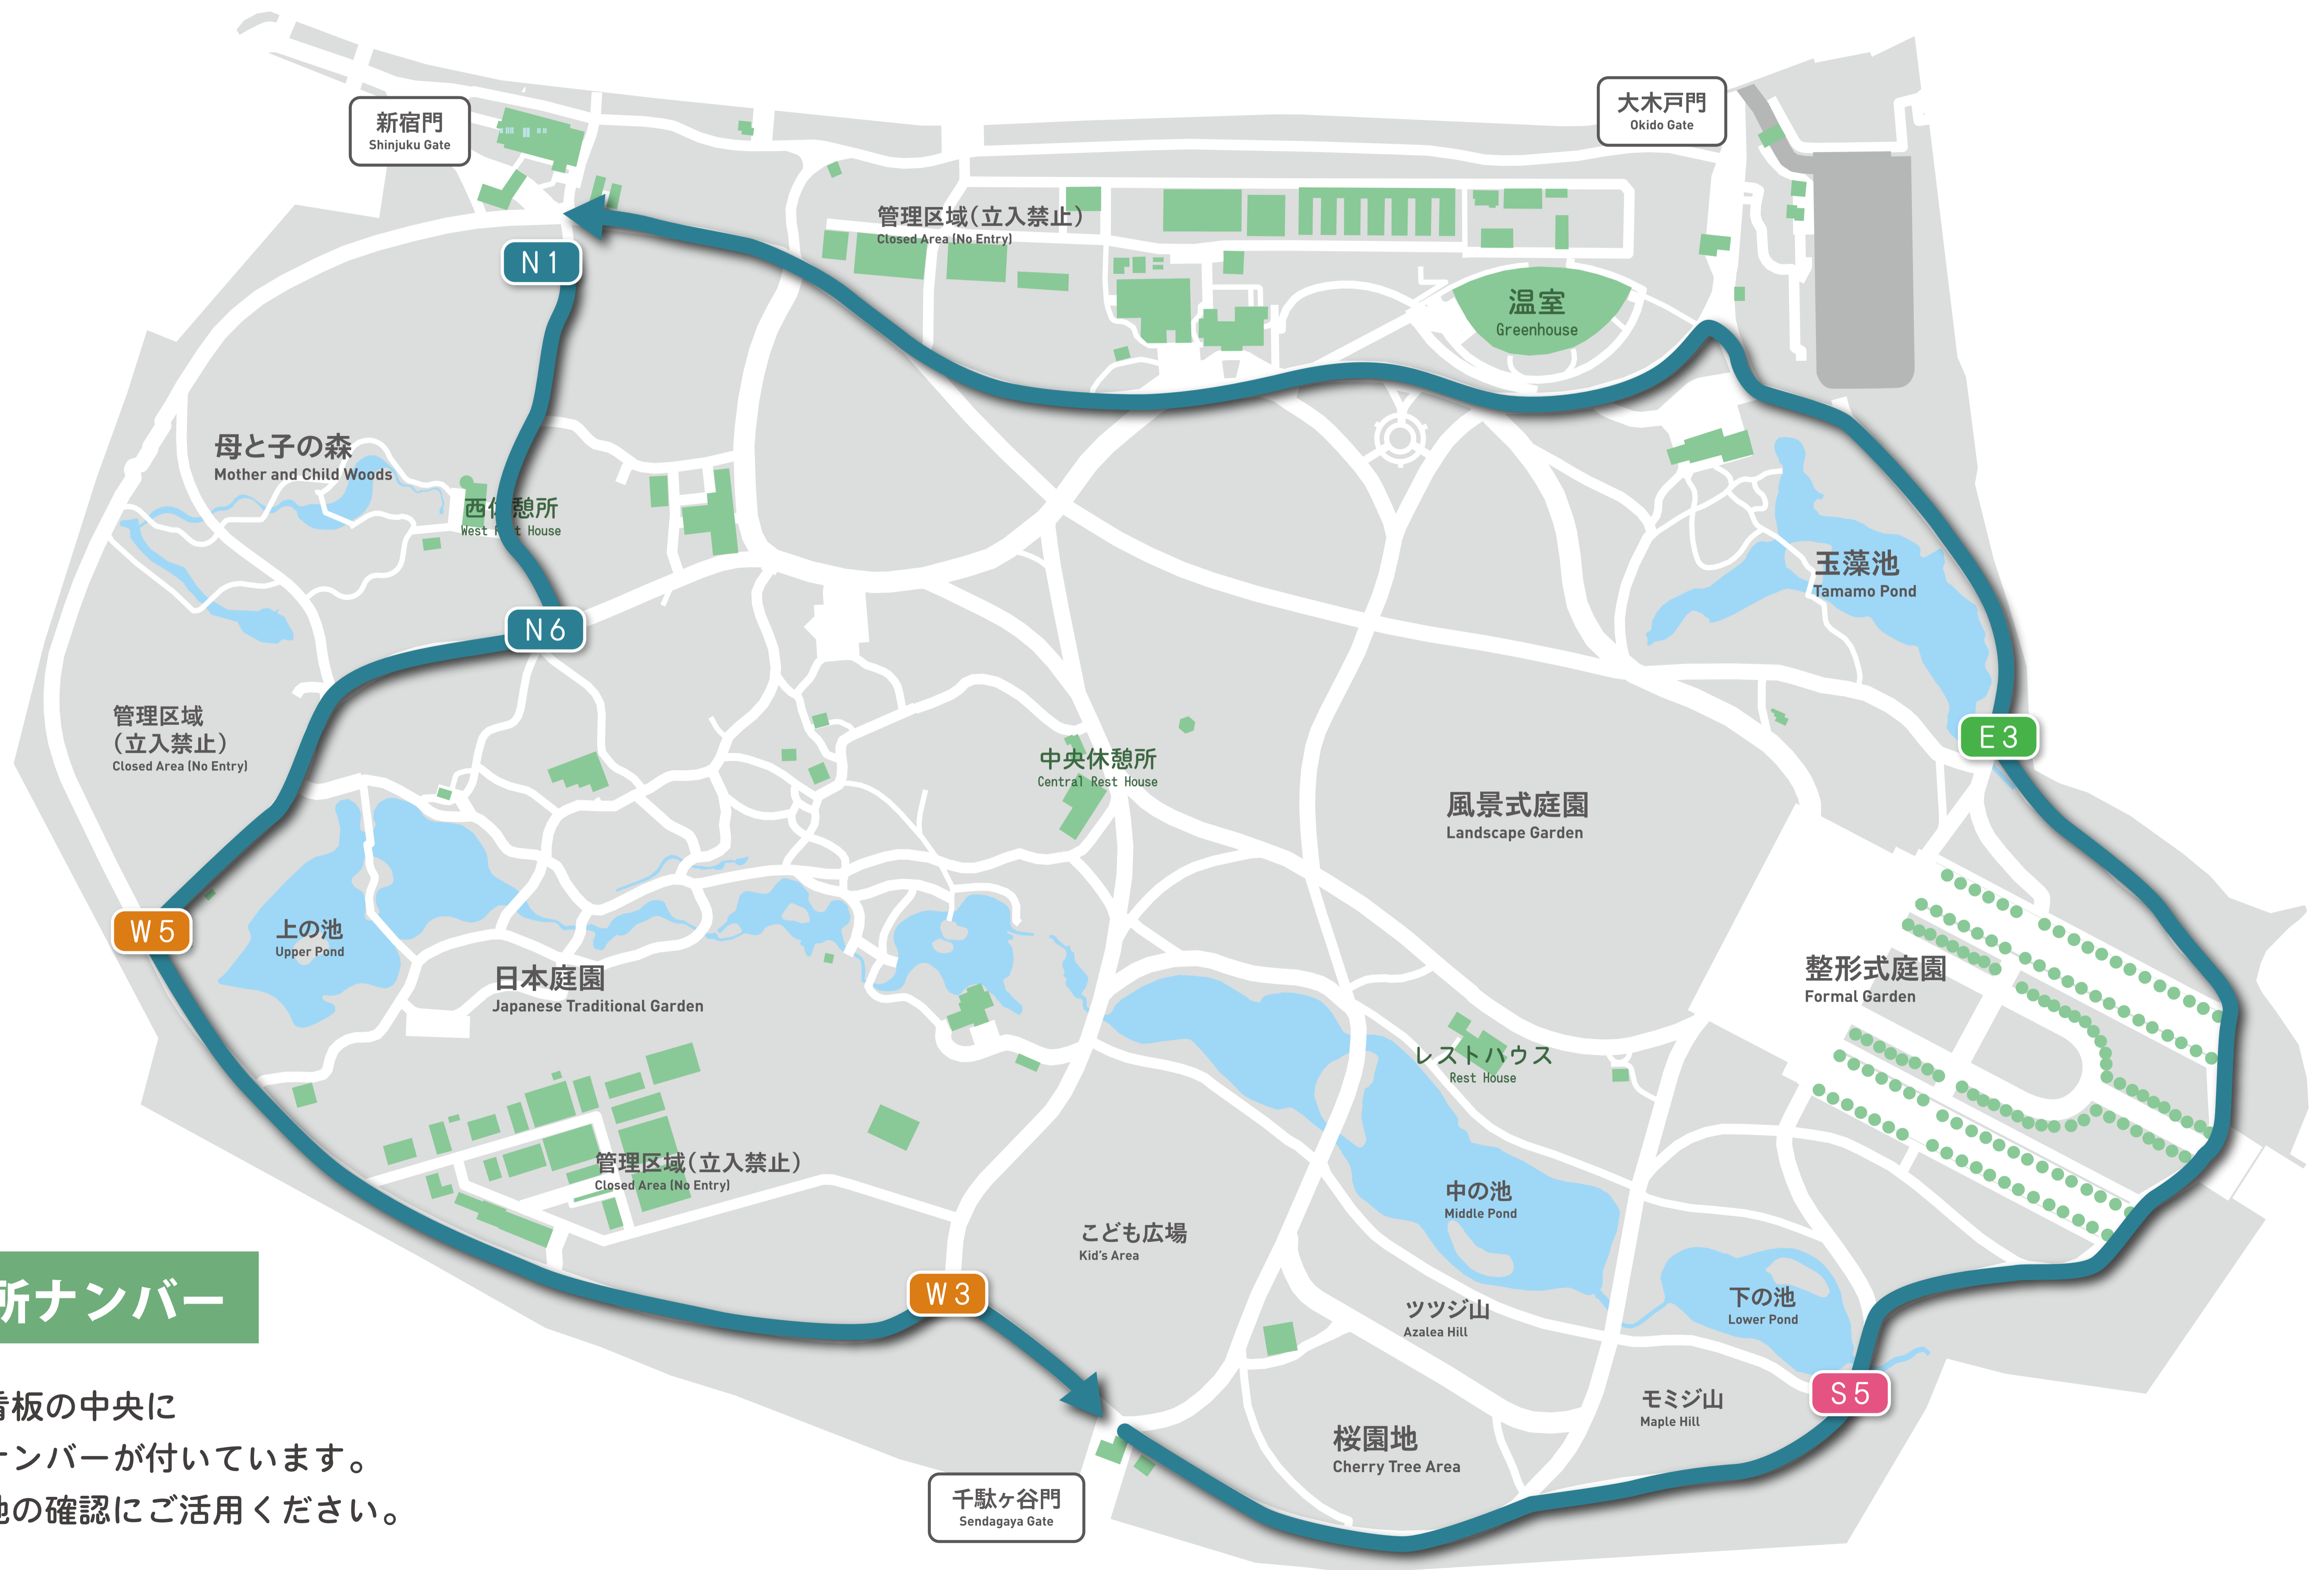 新宿門
Shinjuku Gate
大木戸門
Okido Gate
N1
管理区域（立入禁止）
Closed Area (No Entry)
温室
Greenhouse
母と子の森
Mother and Child Woods
西休憩所
West Rest House
玉藻池
Tamamo Pond
N6
管理区域
（立入禁止）
Closed Area (No Entry)
E3
中央休憩所
Central Rest House
風景式庭園
Landscape Garden
W5
上の池
Upper Pond
日本庭園
Japanese Traditional Garden
整形式庭園
Formal Garden
レストハウス
Rest House
管理区域（立入禁止）
Closed Area (No Entry)
中の池
Middle Pond
こども広場
Kid's Area
W3
ツツジ山
Azalea Hill
下の池
Lower Pond
S5
モミジ山
Maple Hill
桜園地
Cherry Tree Area
千駄ヶ谷門
Sendagaya Gate
所ナンバー
看板の中央に
ナンバーが付いています。
地の確認にご活用ください。